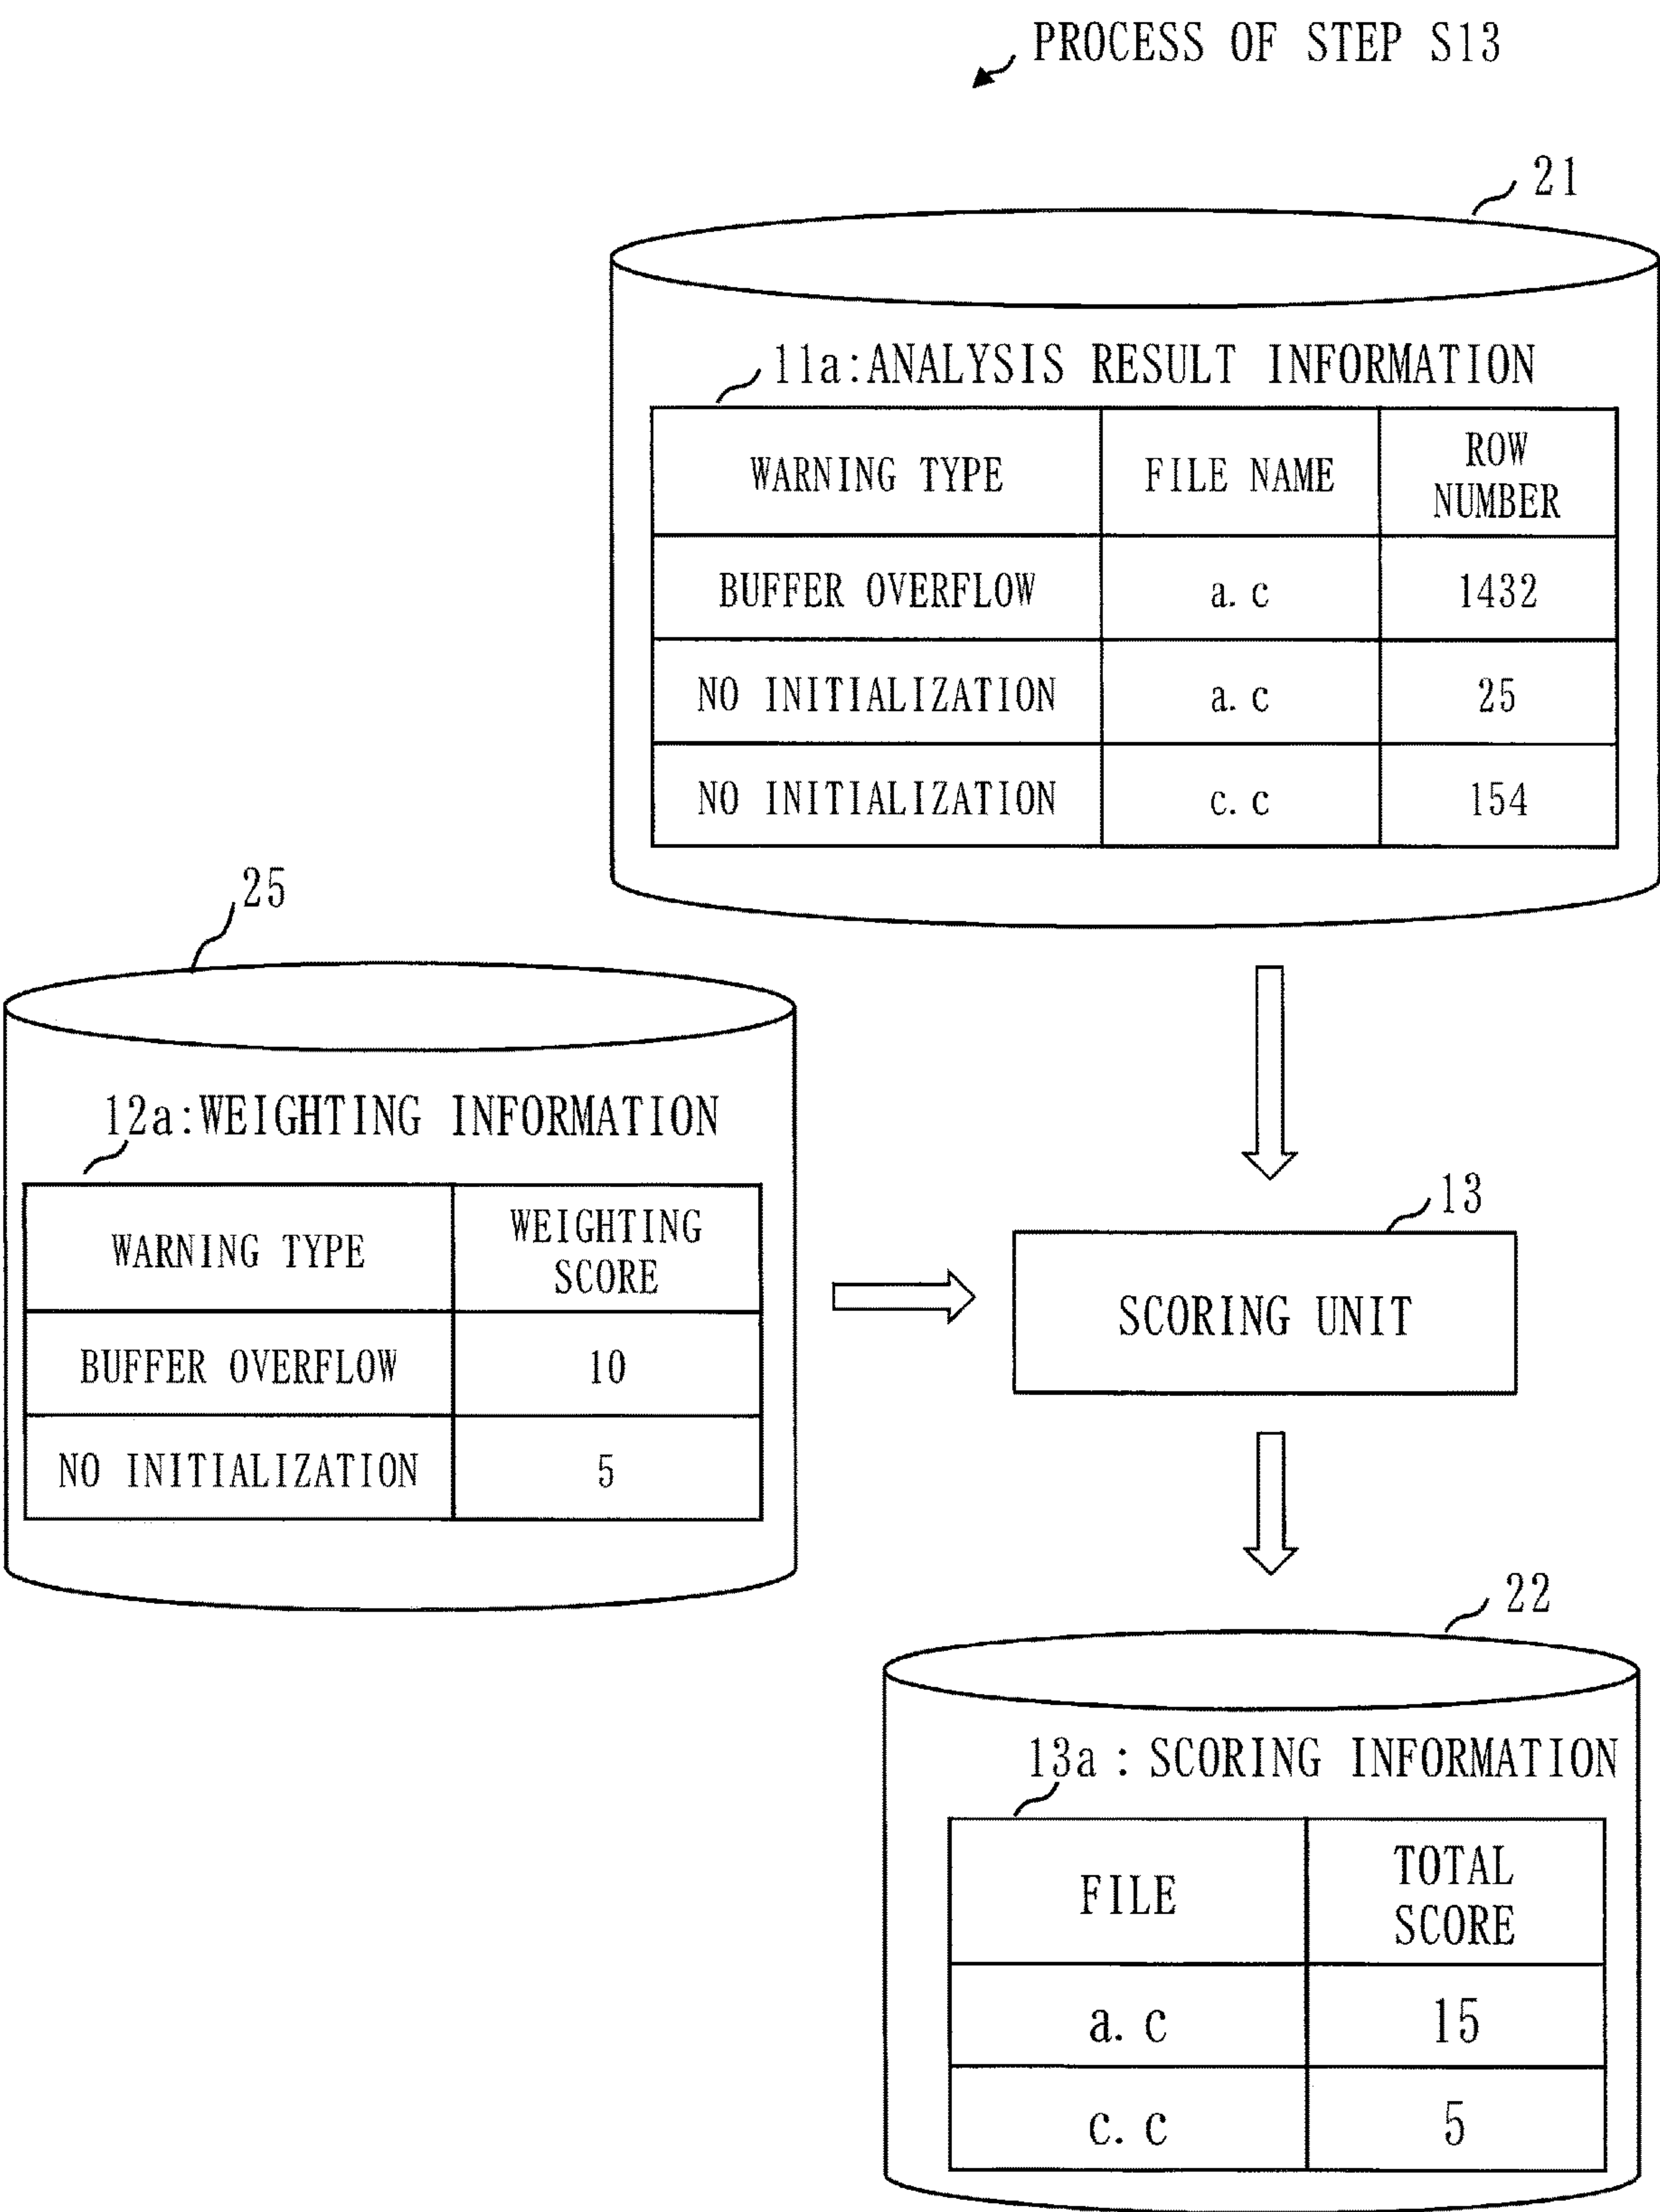 PROCESS OF STEP S13
21
11a:ANALYSIS RESULT INFORMATION
WARNING TYPE
FILE NAME
ROW
NUMBER
BUFFER OVERFLOW
a.c
1432
NO INITIALIZATION
a.c
25
NO INITIALIZATION
c.c
154
25
12a:WEIGHTING INFORMATION
WARNING TYPE
WEIGHTING
SCORE
BUFFER OVERFLOW
10
NO INITIALIZATION
5
13
SCORING UNIT
22
13a : SCORING INFORMATION
FILE
TOTAL
SCORE
a.c
15
c.c
5